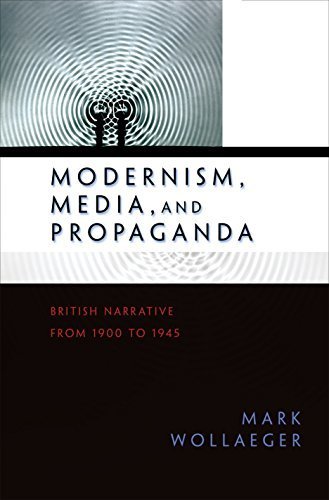 MODERNISM,
MEDIA, AND
PROPAGANDA
BRITISH NARRATIVE
FROM 1900 TO 1945
MARK
WOLLAEGER